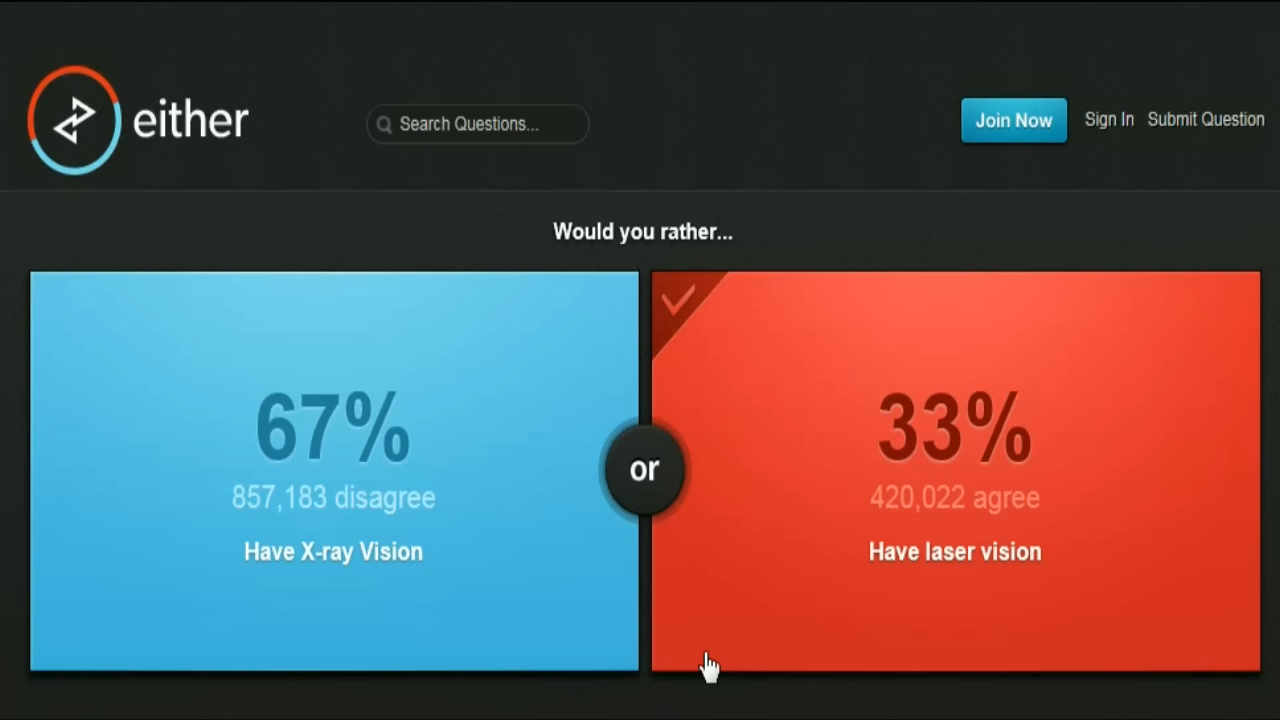 either
Search Questions...
Join Now
Sign In
Submit Question
Would you rather...
67%
857,183 disagree
Have X-ray Vision
or
33%
420,022 agree
Have laser vision